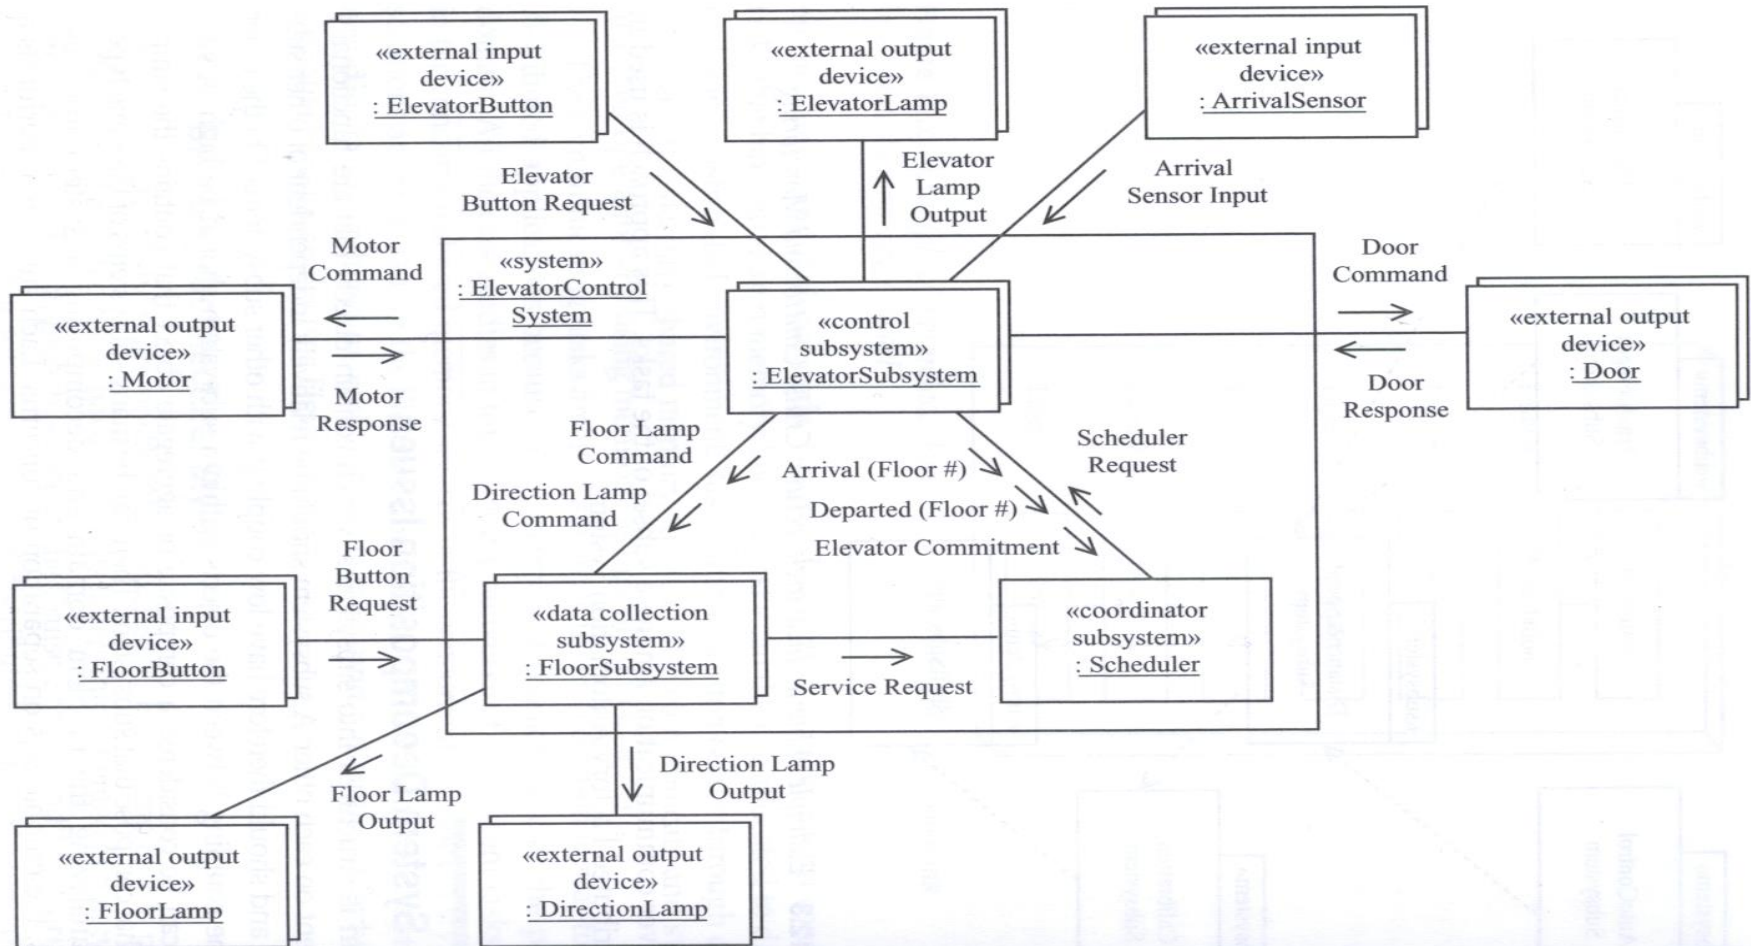 «external input
device»
: ElevatorButton
«external output
device»
: ElevatorLamp
«external input
device»
: ArrivalSensor
Elevator
Button Request
Elevator
Lamp
Output
Arrival
Sensor Input
Motor
Command
«system»
: ElevatorControl
System
Door
Command
«external output
device»
: Motor
«control
subsystem»
: ElevatorSubsystem
«external output
device»
: Door
Motor
Response
Door
Response
Floor Lamp
Command
Arrival (Floor #)
Scheduler
Request
Direction Lamp
Command
Departed (Floor #)
Elevator Commitment
Floor
Button
Request
«external input
device»
: FloorButton
«data collection
subsystem»
: FloorSubsystem
«coordinator
subsystem»
: Scheduler
Service Request
Floor Lamp
Output
Direction Lamp
Output
«external output
device»
: FloorLamp
«external output
device»
: DirectionLamp